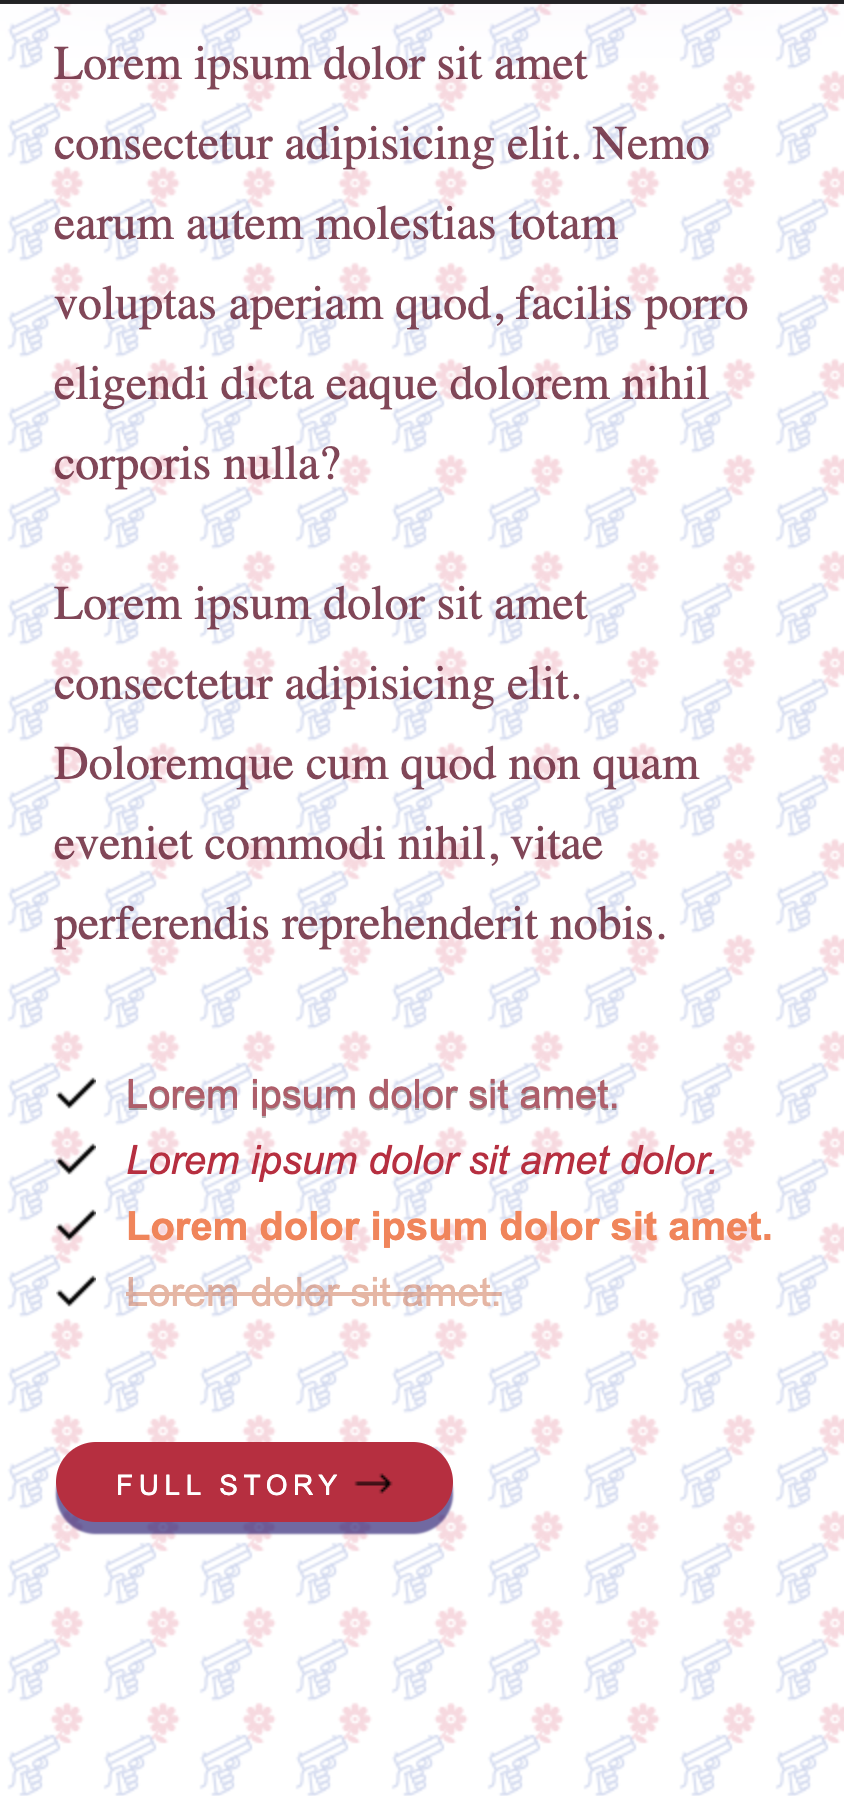 Lorem ipsum dolor sit amet
consectetur adipisicing elit. Nemo
earum autem molestias totam
voluptas aperiam quod, facilis porro
eligendi dicta eaque dolorem nihil
corporis nulla?
Lorem ipsum dolor sit amet
consectetur adipisicing elit.
Doloremque cum quod non quam
eveniet commodi nihil, vitae
perferendis reprehenderit nobis.
Lorem ipsum dolor sit amet.
Lorem ipsum dolor sit amet dolor.
Lorem dolor ipsum dolor sit amet.
Lorem dolor sit amet.
FULL STORY →